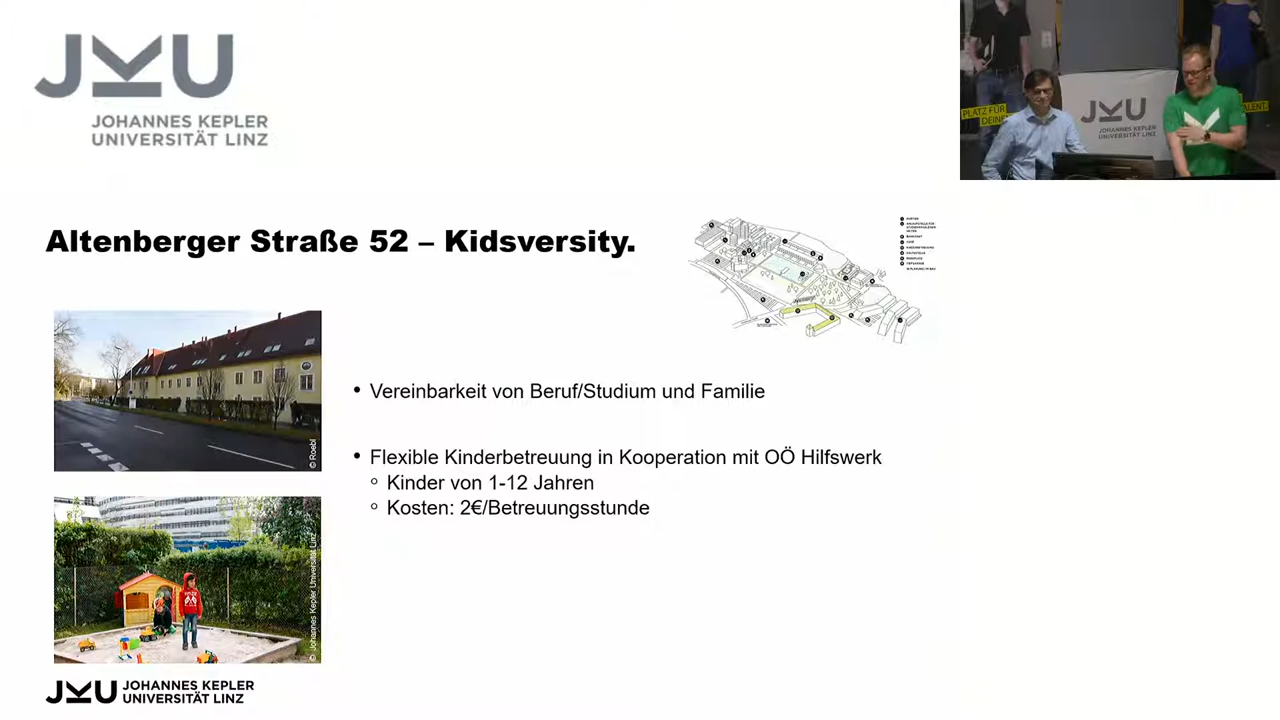 JKU
JOHANNES KEPLER
UNIVERSITÄT LINZ
PLATZ FÜR
DEINE
JKU
JOHANNES KEPLER
UNIVERSITÄT LINZ
ALENT.
Altenberger Straße 52 – Kidsversity.
© Roebl
• Vereinbarkeit von Beruf/Studium und Familie
• Flexible Kinderbetreuung in Kooperation mit OÖ Hilfswerk
○ Kinder von 1-12 Jahren
○ Kosten: 2€/Betreuungsstunde
© Johannes Kepler Universität Linz
JKU JOHANNES KEPLER
UNIVERSITÄT LINZ